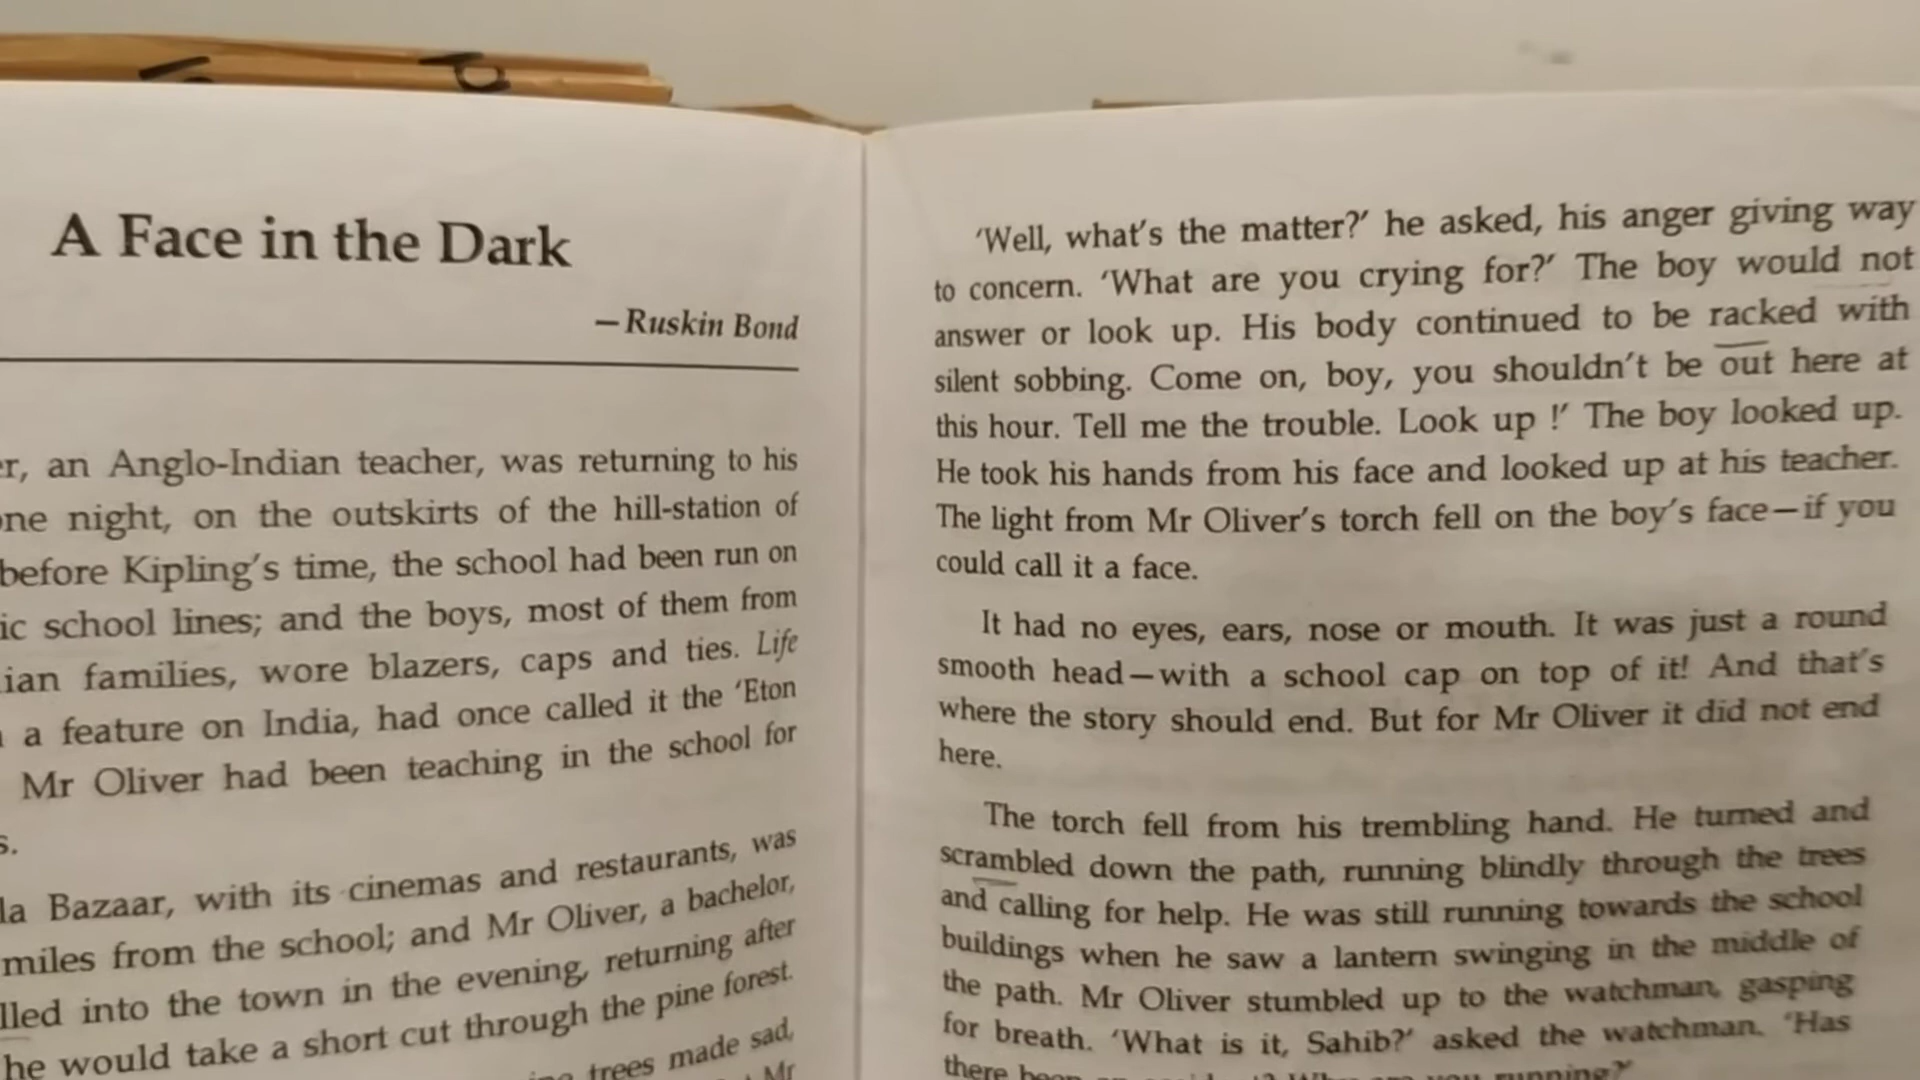 A Face in the Dark
—Ruskin Bond
an Anglo-Indian teacher, was returning to his
night, on the outskirts of the hill-station of
before Kipling's time, the school had been run on
school lines; and the boys, most of them from
families, wore blazers, caps and ties. Life
a feature on India, had once called it the 'Eton
Mr Oliver had been teaching in the school for
Bazaar, with its cinemas and restaurants, was
miles from the school; and Mr Oliver, a bachelor,
into the town in the evening, returning after
he would take a short cut through the pine forest.
trees made sad,
Mr
'Well, what's the matter?' he asked, his anger giving way
to concern. 'What are you crying for?' The boy would not
answer or look up. His body continued to be racked with
silent sobbing. Come on, boy, you shouldn't be out here at
this hour. Tell me the trouble. Look up !' The boy looked up.
He took his hands from his face and looked up at his teacher.
The light from Mr Oliver's torch fell on the boy's face—if you
could call it a face.
It had no eyes, ears, nose or mouth. It was just a round
smooth head—with a school cap on top of it! And that's
where the story should end. But for Mr Oliver it did not end
here.
The torch fell from his trembling hand. He turned and
scrambled down the path, running blindly through the trees
and calling for help. He was still running towards the school
buildings when he saw a lantern swinging in the middle of
the path. Mr Oliver stumbled up to the watchman, gasping
for breath. 'What is it, Sahib?' asked the watchman. 'Has
there